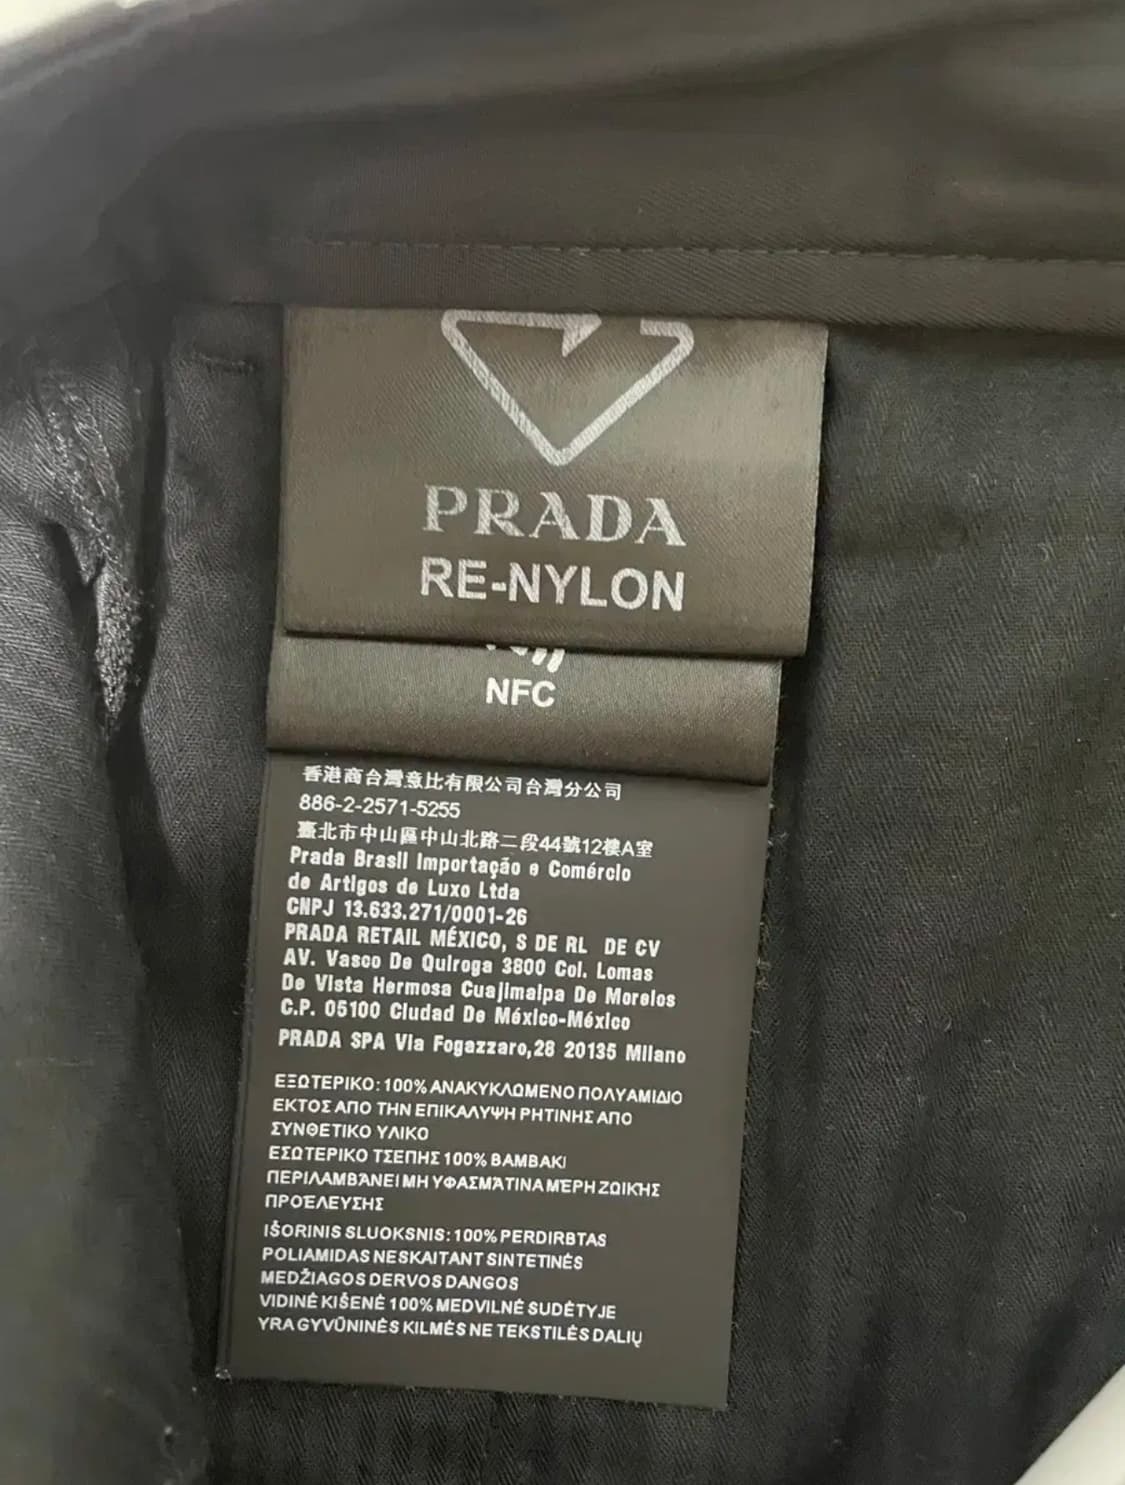 PRADA
RE-NYLON
NFC
香港商台灣意比有限公司台灣分公司
886-2-2571-5255
臺北市中山區中山北路二段44號12樓A室
Prada Brasil Importação e Comércio
de Artigos de Luxo Ltda
CNPJ 13.633.271/0001-26
PRADA RETAIL MÉXICO, S DE RL DE CV
AV. Vasco De Quiroga 3800 Col. Lomas
De Vista Hermosa Cuajimalpa De Morelos
C.P. 05100 Ciudad De México-México
PRADA SPA Via Fogazzaro,28 20135 Milano
ΕΞΩΤΕΡΙΚΟ: 100% ΑΝΑΚΥΚΛΩΜΕΝΟ ΠΟΛΥΑΜΙΔΙΟ
ΕΚΤΟΣ ΑΠΟ ΤΗΝ ΕΠΙΚΑΛΥΨΗ ΡΗΤΙΝΗΣ ΑΠΟ
ΣΥΝΘΕΤΙΚΟ ΥΛΙΚΟ
ΕΣΩΤΕΡΙΚΟ ΤΣΕΠΗΣ 100% ΒΑΜΒΑΚΙ
ΠΕΡΙΛΑΜΒΆΝΕΙ ΜΗ ΥΦΑΣΜΆΤΙΝΑ ΜΈΡΗ ΖΩΙΚΉΣ
ΠΡΟΈΛΕΥΣΗΣ
IŠORINIS SLUOKSNIS: 100% PERDIRBTAS
POLIAMIDAS NESKAITANT SINTETINĖS
MEDŽIAGOS DERVOS DANGOS
VIDINĖ KIŠENĖ 100% MEDVILNĖ SUDĖTYJE
YRA GYVŪNINĖS KILMĖS NE TEKSTILĖS DALIŲ